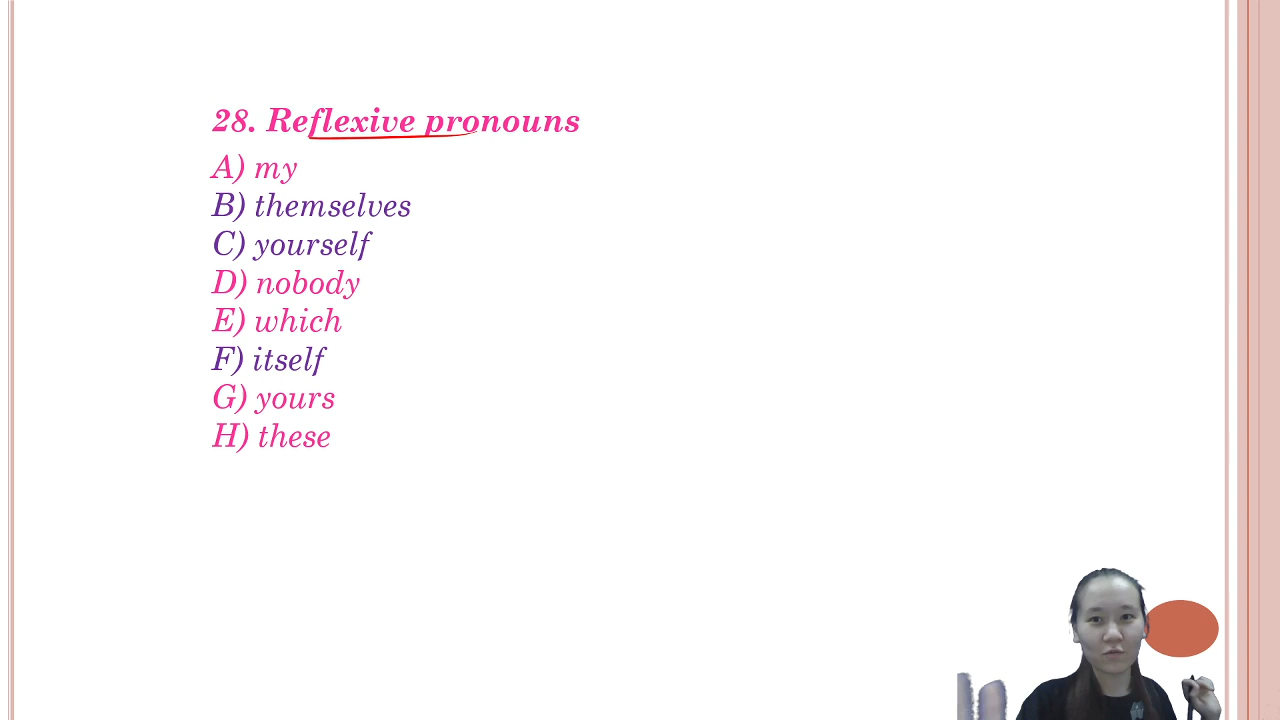 28. Reflexive pronouns
A) my
B) themselves
C) yourself
D) nobody
E) which
F) itself
G) yours
H) these